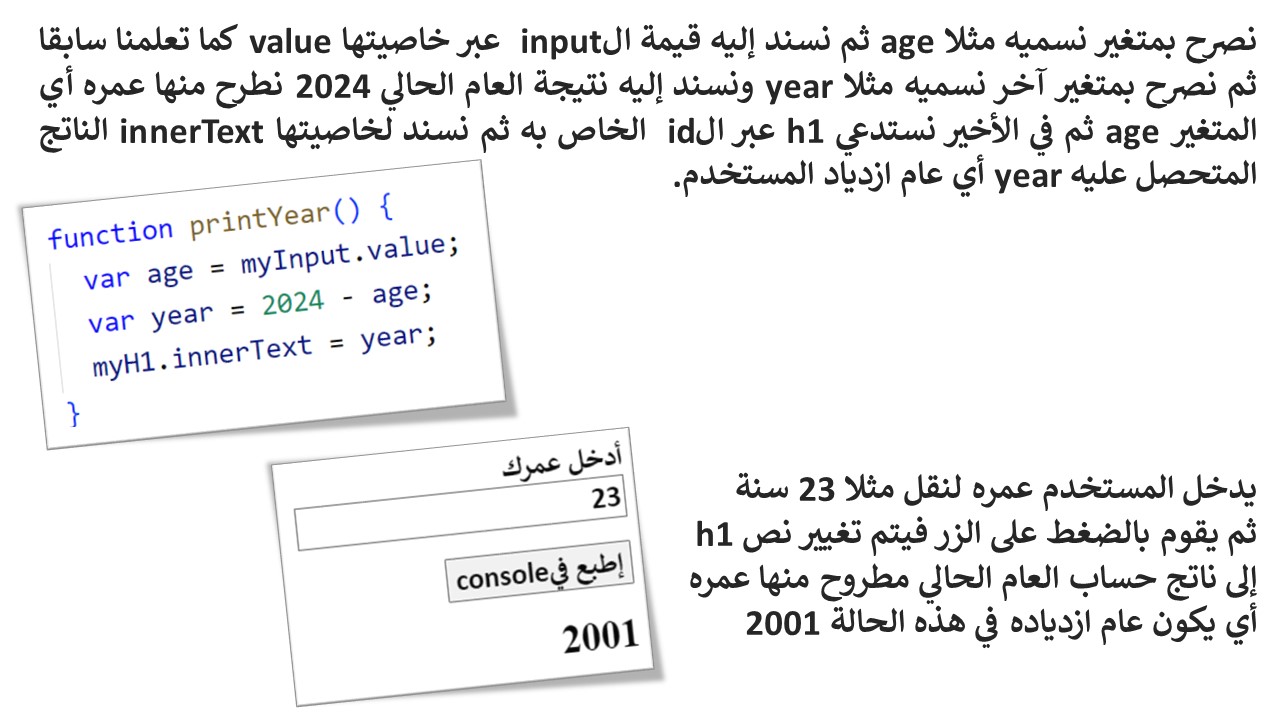 نصرح بمتغير نسميه مثلا age ثم نسند إليه قيمة الinput عبر خاصيتها value كما تعلمنا سابقا
ثم نصرح بمتغير آخر نسميه مثلا year ونسند إليه نتيجة العام الحالي 2024 نطرح منها عمره أي
المتغير age ثم في الأخير نستدعي h1 عبر الid الخاص به ثم نسند لخاصيتها innerText الناتج
المتحصل عليه year أي عام ازدياد المستخدم.
function printYear() {
var age = myInput.value;
var year = 2024 - age;
myH1.innerText = year;
}
أدخل عمرك
23
إطبع فيconsole
2001
يدخل المستخدم عمره لنقل مثلا 23 سنة
ثم يقوم بالضغط على الزر فيتم تغيير نص h1
إلى ناتج حساب العام الحالي مطروح منها عمره
أي يكون عام ازدياده في هذه الحالة 2001